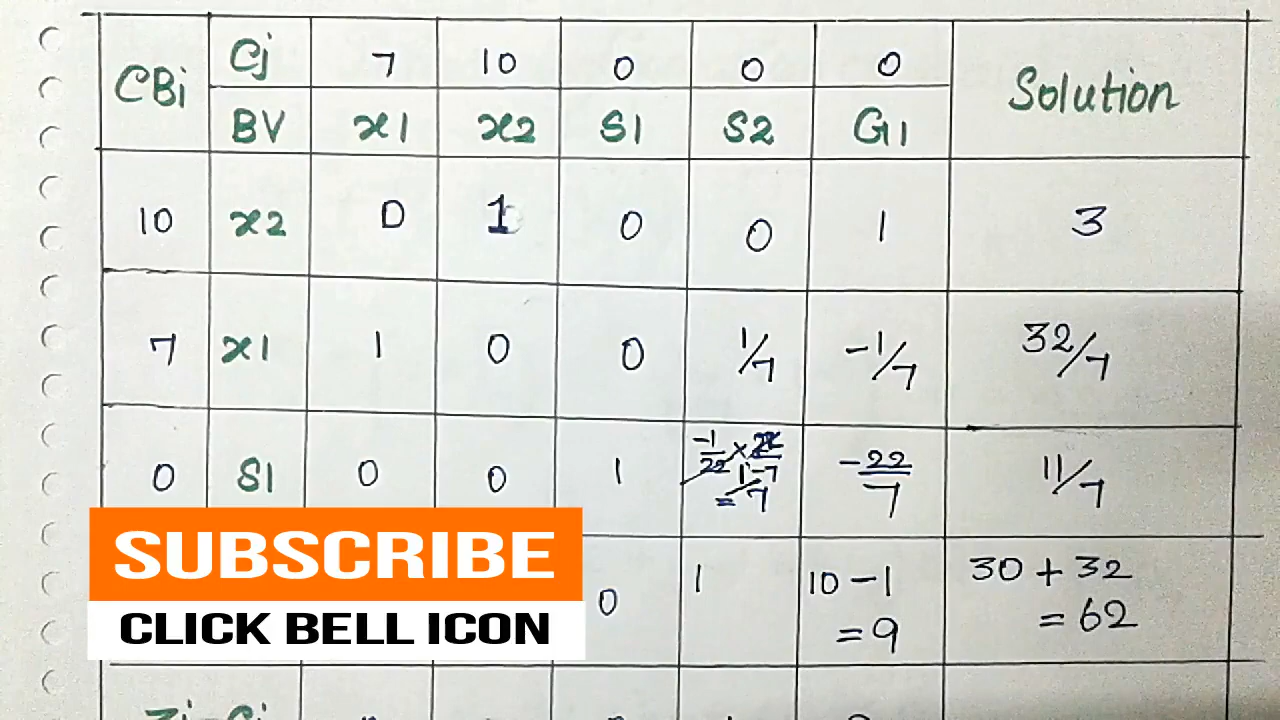 CBi Cj 7 10 0 0 0 Solution
BV x1 x2 S1 S2 G1
10 x2 0 1 0 0 1 3
7 x1 1 0 0 1/7 -1/7 32/7
0 S1 0 0 1 -22/7 11/7
0 1 10 - 1 30 + 32
= 9 = 62
SUBSCRIBE
CLICK BELL ICON
Zj-Cj